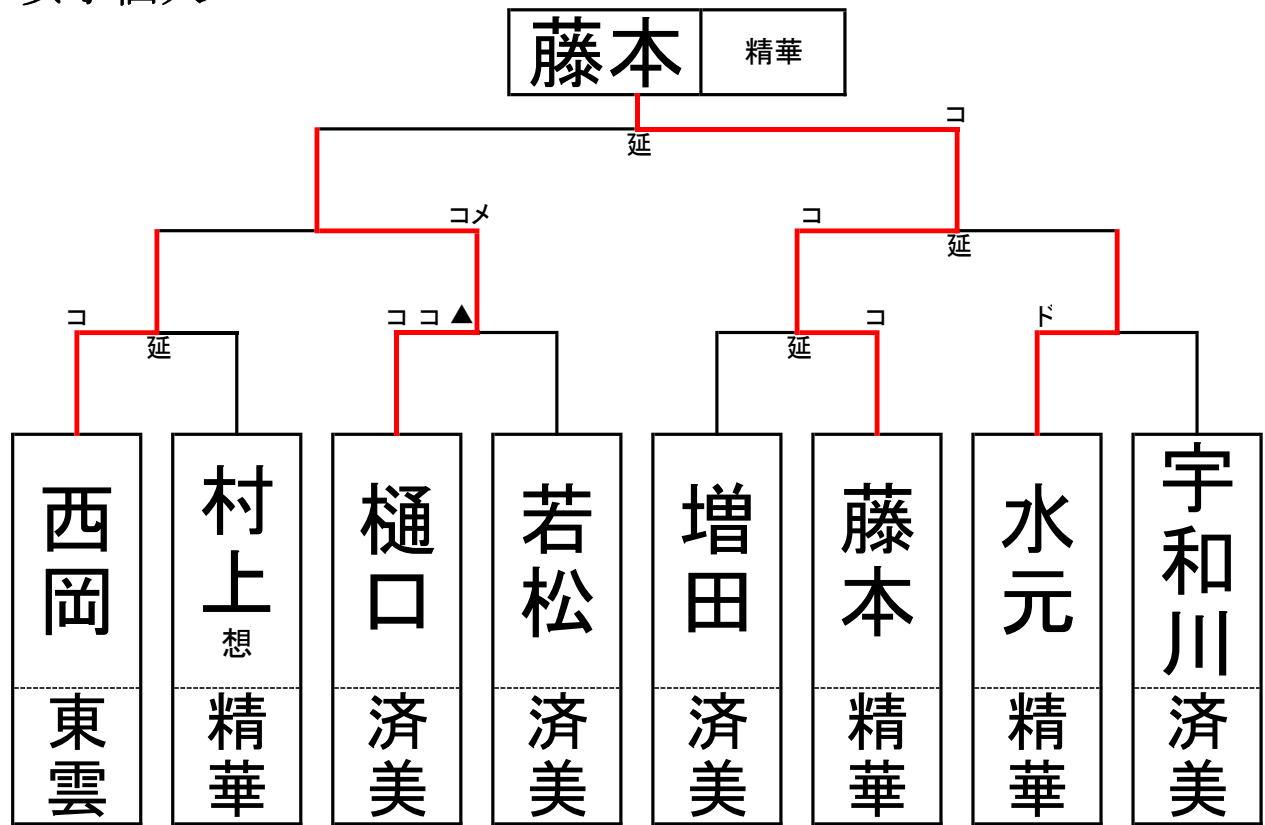 藤本 精華
コ
延
コメ コ
延
コ ココ▲ コ ド
延 延
西岡 東雲
村上 想 精華
樋口 済美
若松 済美
増田 済美
藤本 精華
水元 精華
宇和川 済美